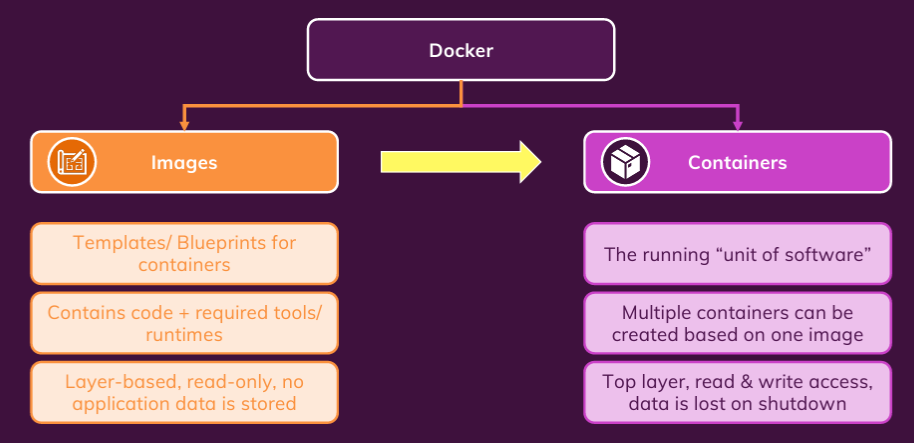 Docker
Images
Containers
Templates/ Blueprints for
containers
Contains code + required tools/
runtimes
Layer-based, read-only, no
application data is stored
The running “unit of software”
Multiple containers can be
created based on one image
Top layer, read & write access,
data is lost on shutdown